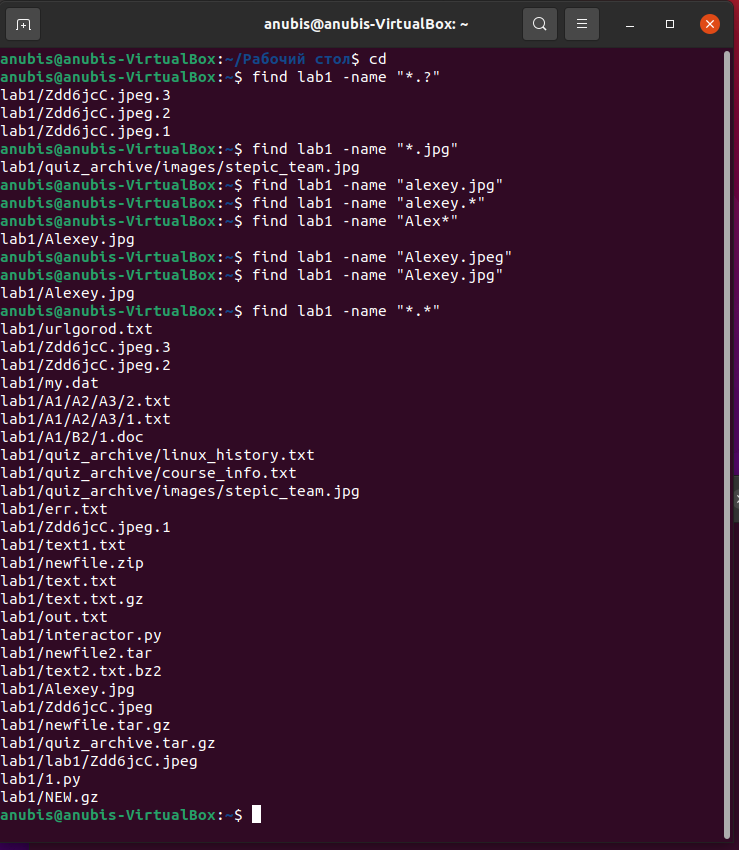 anubis@anubis-VirtualBox: ~
anubis@anubis-VirtualBox:~/Рабочий стол$ cd
anubis@anubis-VirtualBox:~$ find lab1 -name "*.?"
lab1/Zdd6jcC.jpeg.3
lab1/Zdd6jcC.jpeg.2
lab1/Zdd6jcC.jpeg.1
anubis@anubis-VirtualBox:~$ find lab1 -name "*.jpg"
lab1/quiz_archive/images/stepic_team.jpg
anubis@anubis-VirtualBox:~$ find lab1 -name "alexey.jpg"
anubis@anubis-VirtualBox:~$ find lab1 -name "alexey.*"
anubis@anubis-VirtualBox:~$ find lab1 -name "Alex*"
lab1/Alexey.jpg
anubis@anubis-VirtualBox:~$ find lab1 -name "Alexey.jpeg"
anubis@anubis-VirtualBox:~$ find lab1 -name "Alexey.jpg"
lab1/Alexey.jpg
anubis@anubis-VirtualBox:~$ find lab1 -name "*.*"
lab1/urlgorod.txt
lab1/Zdd6jcC.jpeg.3
lab1/Zdd6jcC.jpeg.2
lab1/my.dat
lab1/A1/A2/A3/2.txt
lab1/A1/A2/A3/1.txt
lab1/A1/B2/1.doc
lab1/quiz_archive/linux_history.txt
lab1/quiz_archive/course_info.txt
lab1/quiz_archive/images/stepic_team.jpg
lab1/err.txt
lab1/Zdd6jcC.jpeg.1
lab1/text1.txt
lab1/newfile.zip
lab1/text.txt
lab1/text.txt.gz
lab1/out.txt
lab1/interactor.py
lab1/newfile2.tar
lab1/text2.txt.bz2
lab1/Alexey.jpg
lab1/Zdd6jcC.jpeg
lab1/newfile.tar.gz
lab1/quiz_archive.tar.gz
lab1/lab1/Zdd6jcC.jpeg
lab1/1.py
lab1/NEW.gz
anubis@anubis-VirtualBox:~$